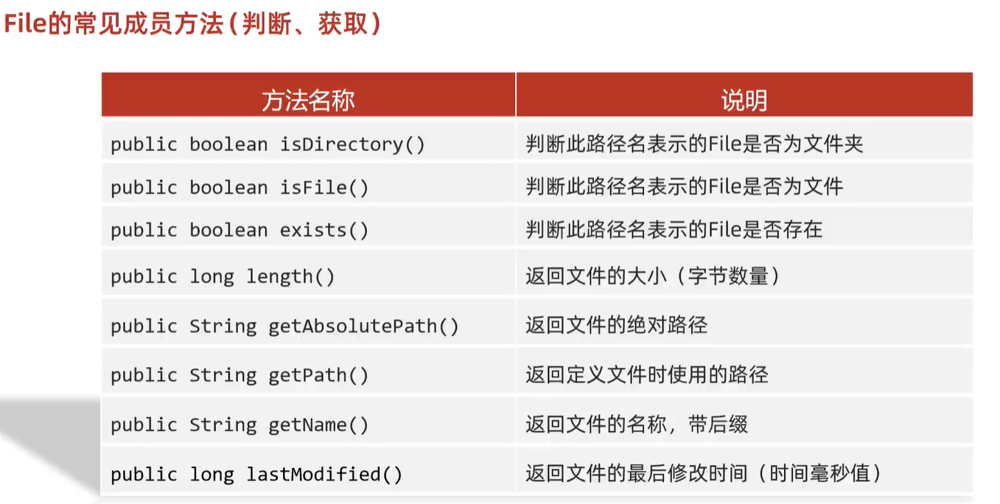 File的常见成员方法(判断、获取)
方法名称 说明
public boolean isDirectory() 判断此路径名表示的File是否为文件夹
public boolean isFile() 判断此路径名表示的File是否为文件
public boolean exists() 判断此路径名表示的File是否存在
public long length() 返回文件的大小（字节数量）
public String getAbsolutePath() 返回文件的绝对路径
public String getPath() 返回定义文件时使用的路径
public String getName() 返回文件的名称，带后缀
public long lastModified() 返回文件的最后修改时间（时间毫秒值）